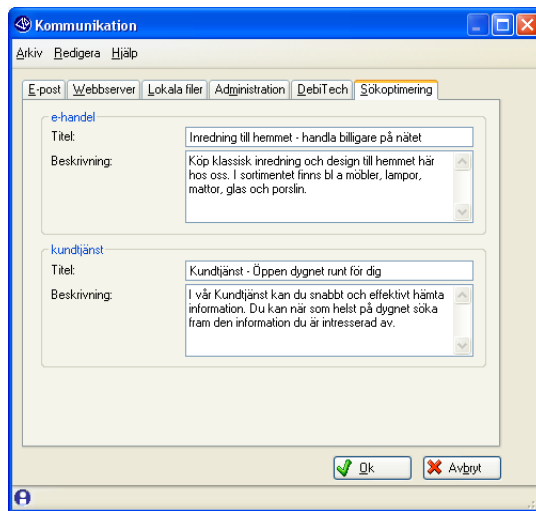 Kommunikation
Arkiv Redigera Hjälp
E-post Webbserver Lokala filer Administration DebiTech Sökoptimering
e-handel
Titel: Inredning till hemmet - handla billigare på nätet
Beskrivning: Köp klassisk inredning och design till hemmet här
hos oss. I sortimentet finns bl a möbler, lampor,
mattor, glas och porslin.
kundtjänst
Titel: Kundtjänst - Öppen dygnet runt för dig
Beskrivning: I vår Kundtjänst kan du snabbt och effektivt hämta
information. Du kan när som helst på dygnet söka
fram den information du är intresserad av.
Ok Avbryt